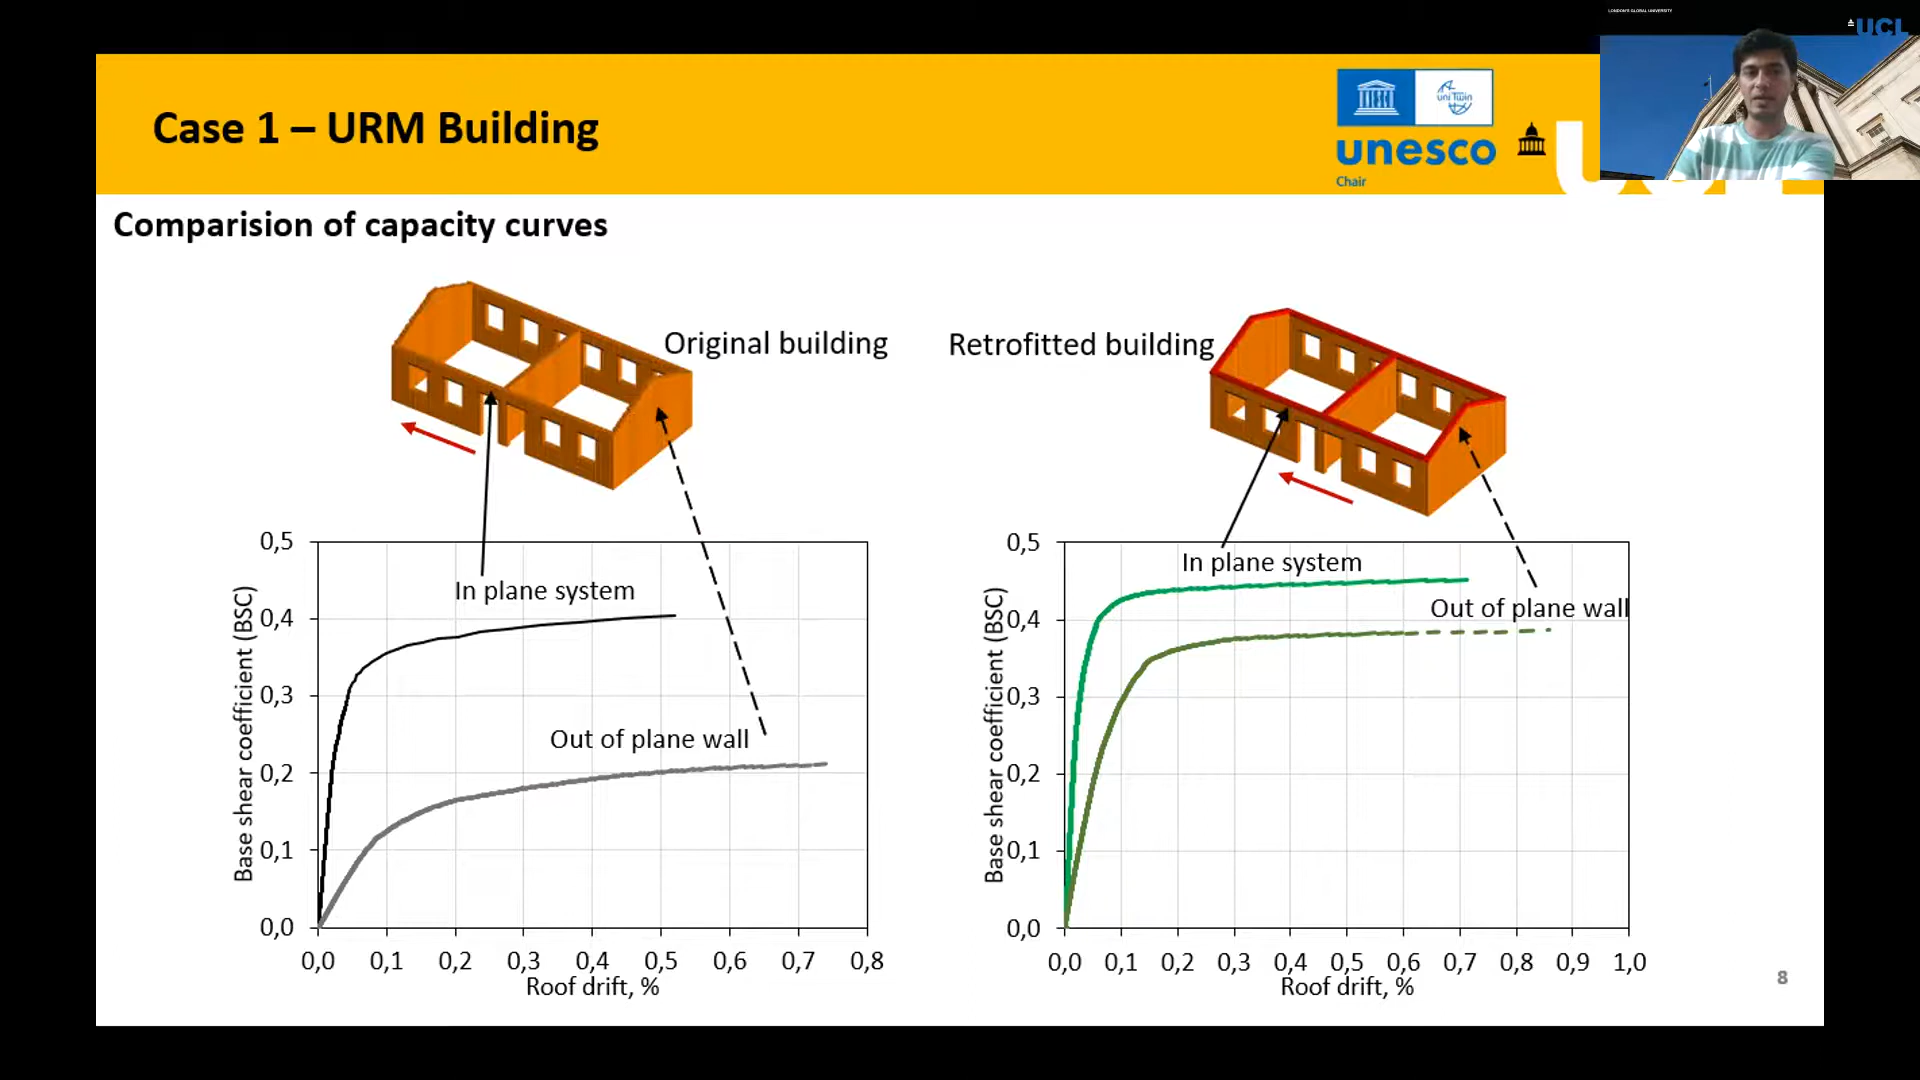 LONDON'S GLOBAL UNIVERSITY
UCL
Case 1 – URM Building
uni Twin
unesco
Chair
Comparision of capacity curves
Original building
Retrofitted building
In plane system
Out of plane wall
Base shear coefficient (BSC)
0,5
0,4
0,3
0,2
0,1
0,0
0,0 0,1 0,2 0,3 0,4 0,5 0,6 0,7 0,8
Roof drift, %
In plane system
Out of plane wall
Base shear coefficient (BSC)
0,5
0,4
0,3
0,2
0,1
0,0
0,0 0,1 0,2 0,3 0,4 0,5 0,6 0,7 0,8 0,9 1,0
Roof drift, %
8